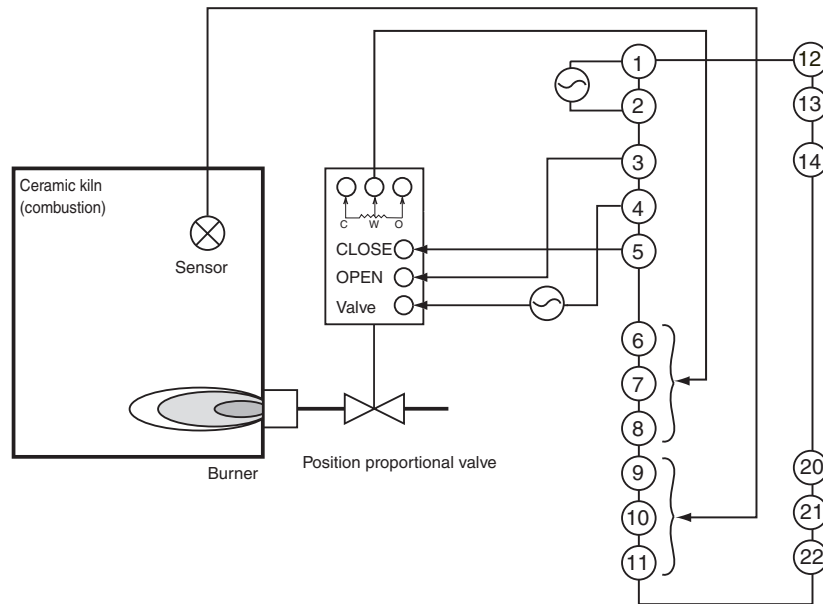 Ceramic kiln
(combustion)
Sensor
Burner
C W O
CLOSE
OPEN
Valve
Position proportional valve
1
2
3
4
5
6
7
8
9
10
11
12
13
14
20
21
22